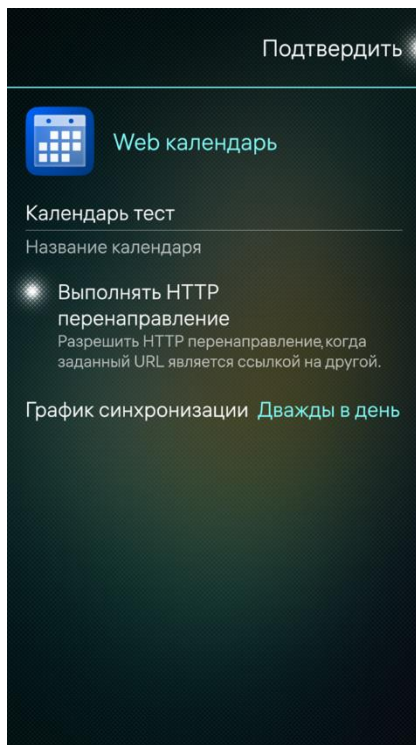 Подтвердить
Web календарь
Календарь тест
Название календаря
Выполнять HTTP
перенаправление
Разрешить HTTP перенаправление,когда
заданный URL является ссылкой на другой.
График синхронизации Дважды в день